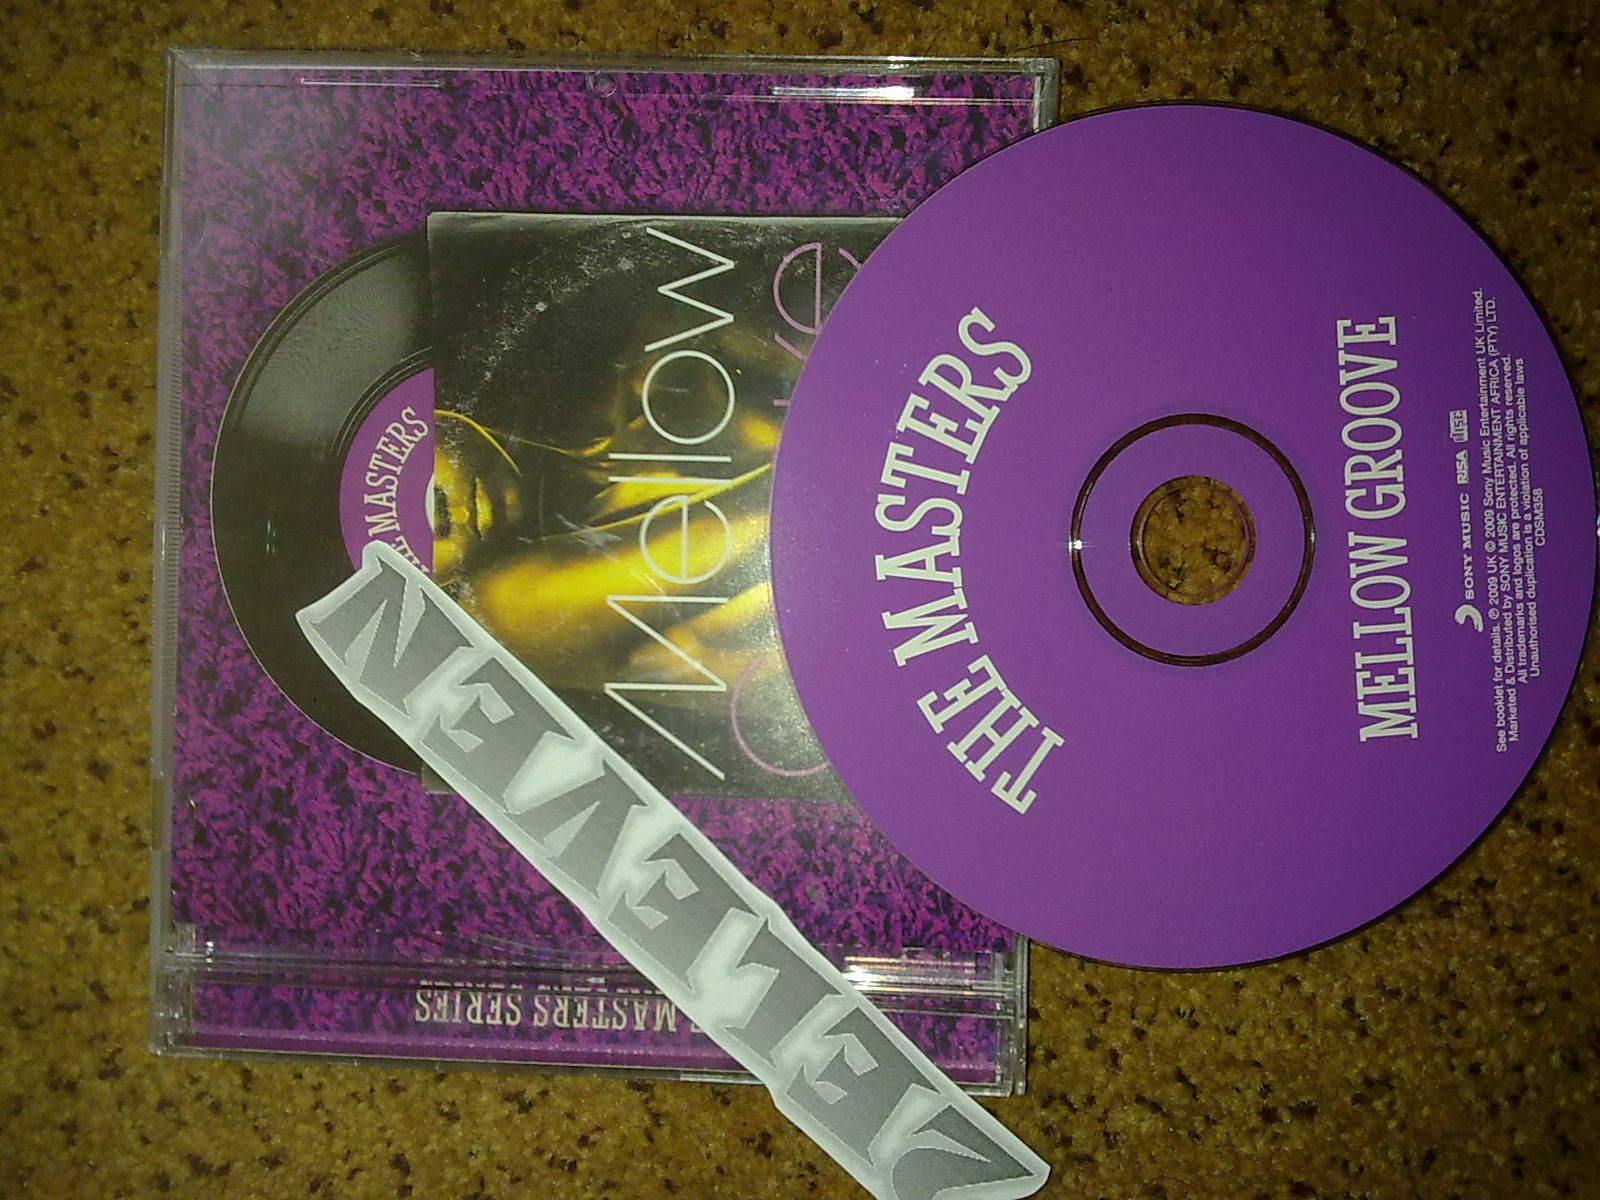 THE MASTERS
MELLOW GROOVE
SONY MUSIC RiSA
See booklet for details. ℗ 2009 UK © 2009 Sony Music Entertainment UK Limited.
Marketed & Distributed by SONY MUSIC ENTERTAINMENT AFRICA (PTY) LTD.
All trademarks and logos are protected. All rights reserved.
Unauthorised duplication is a violation of applicable laws
CDSM358
MASTERS
Mellow
MASTERS SERIES